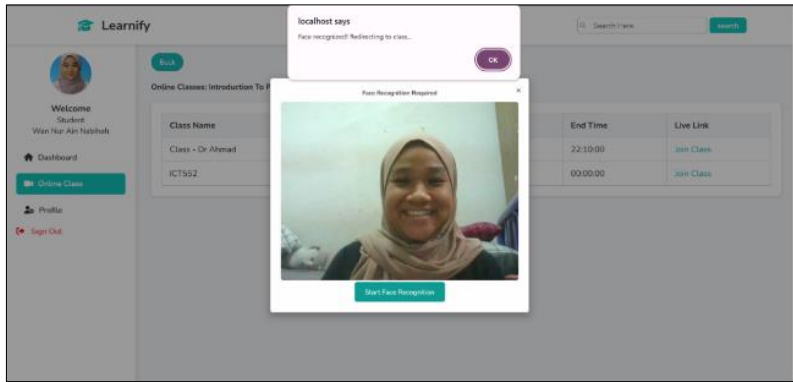 Learnify
localhost says
Face recognized! Redirecting to class...
OK
Search Here
search
Back
Online Classes: Introduction To P
Face Recognition Required
×
Welcome
Student
Wan Nur Ain Nabihah
Dashboard
Online Class
Profile
Sign Out
Class Name
End Time
Live Link
Class - Dr Ahmad
22:10:00
Join Class
ICT552
00:00:00
Join Class
Start Face Recognition